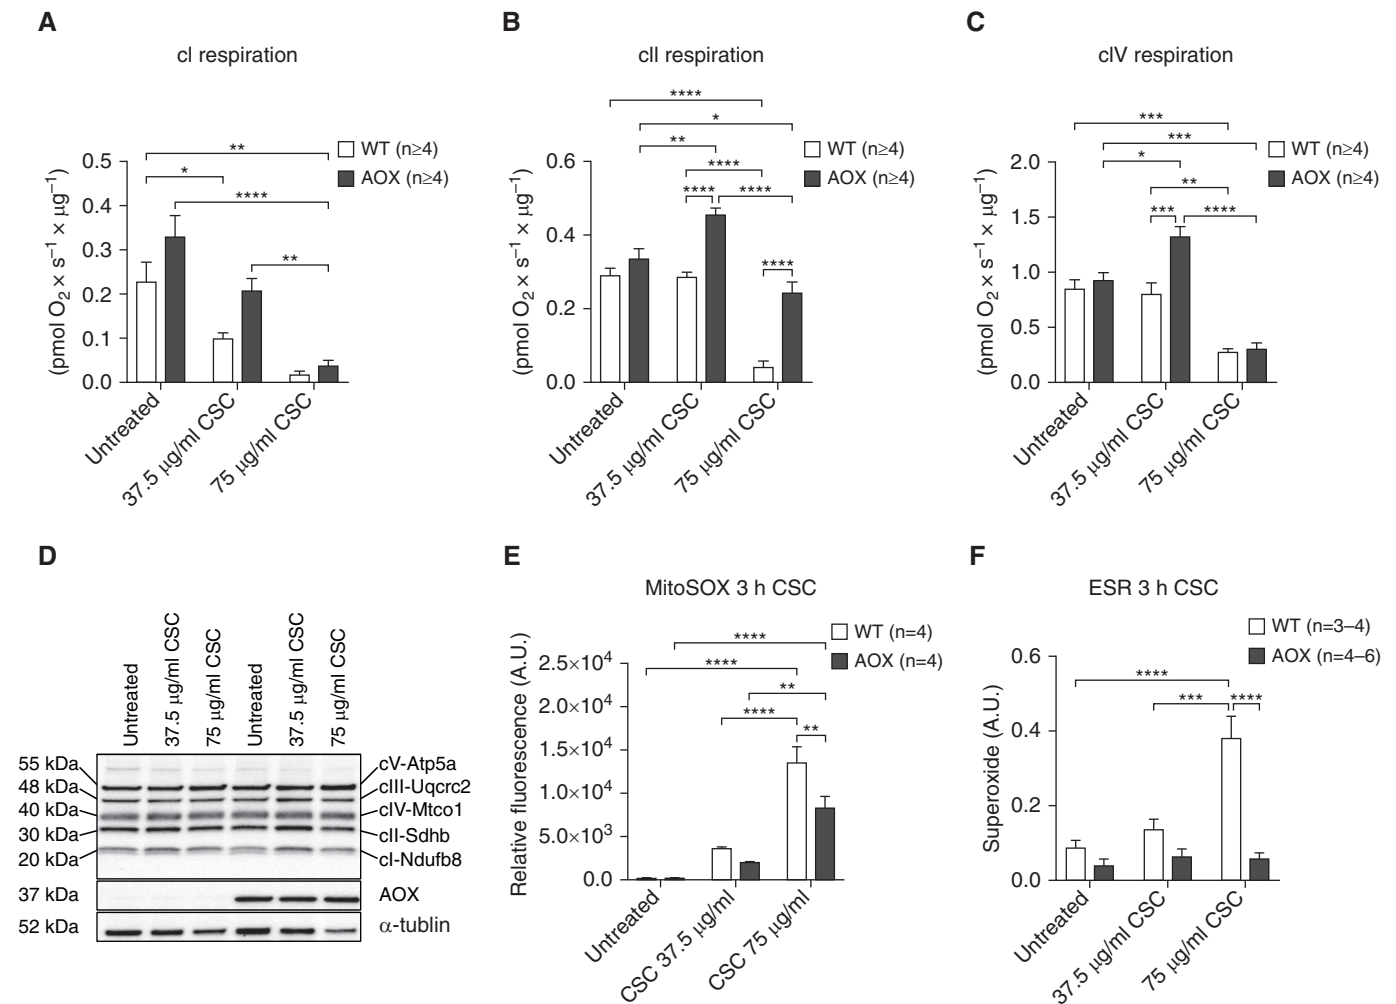 A
cI respiration
**
*
****
**
WT (n≥4)
AOX (n≥4)
(pmol O2 × s−1 × μg−1)
0.5
0.4
0.3
0.2
0.1
0.0
Untreated
37.5 μg/ml CSC
75 μg/ml CSC
B
cII respiration
****
*
**
****
**** ****
****
WT (n≥4)
AOX (n≥4)
(pmol O2 × s−1 × μg−1)
0.6
0.4
0.2
0.0
Untreated
37.5 μg/ml CSC
75 μg/ml CSC
C
cIV respiration
***
***
*
**
*** ****
WT (n≥4)
AOX (n≥4)
(pmol O2 × s−1 × μg−1)
2.0
1.5
1.0
0.5
0.0
Untreated
37.5 μg/ml CSC
75 μg/ml CSC
D
Untreated
37.5 μg/ml CSC
75 μg/ml CSC
Untreated
37.5 μg/ml CSC
75 μg/ml CSC
55 kDa
48 kDa
40 kDa
30 kDa
20 kDa
37 kDa
52 kDa
cV-Atp5a
cIII-Uqcrc2
cIV-Mtco1
cII-Sdhb
cI-Ndufb8
AOX
α-tublin
E
MitoSOX 3 h CSC
****
****
**
****
**
WT (n=4)
AOX (n=4)
Relative fluorescence (A.U.)
2.5×10⁴
2.0×10⁴
1.5×10⁴
1.0×10⁴
5.0×10³
0.0
Untreated
CSC 37.5 μg/ml
CSC 75 μg/ml
F
ESR 3 h CSC
****
*** ****
WT (n=3–4)
AOX (n=4–6)
Superoxide (A.U.)
0.6
0.4
0.2
0.0
Untreated
37.5 μg/ml CSC
75 μg/ml CSC